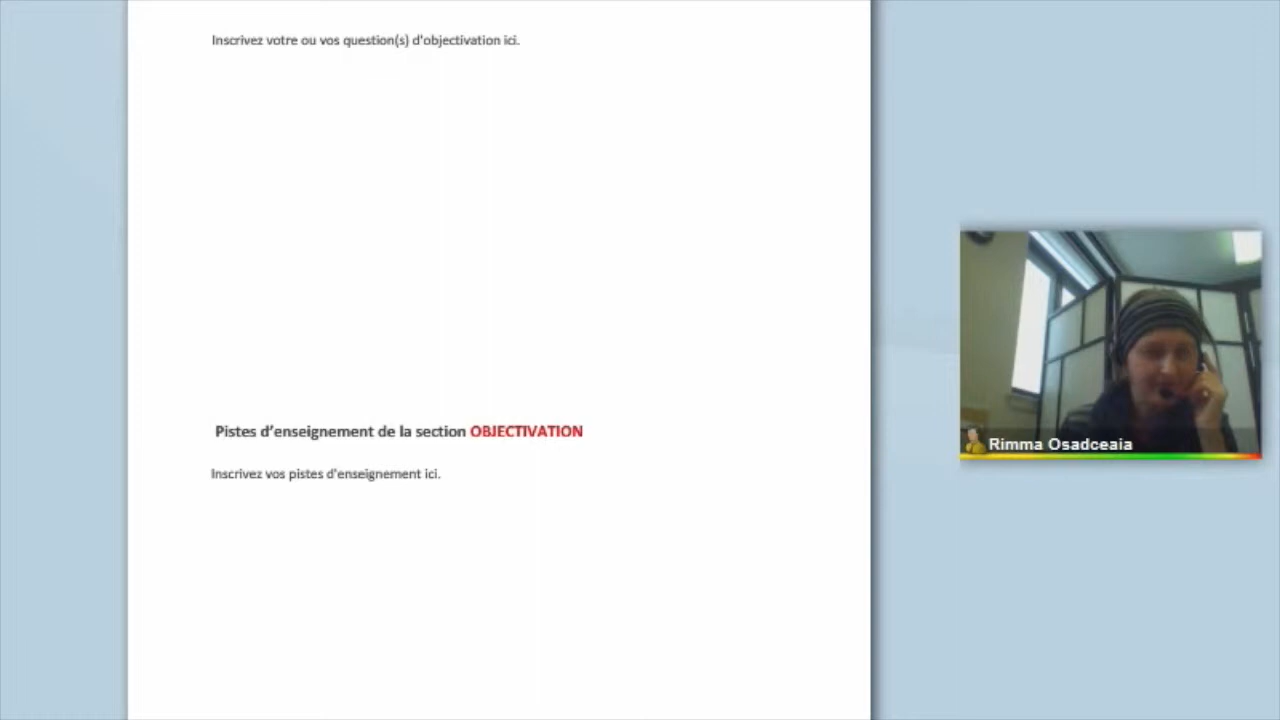 Inscrivez votre ou vos question(s) d'objectivation ici.
Pistes d’enseignement de la section OBJECTIVATION
Inscrivez vos pistes d'enseignement ici.
Rimma Osadceaia